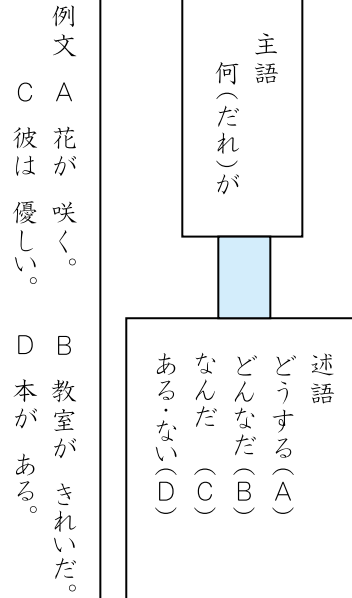 主語
何（だれ）が
述語
どうする（A）
どんなだ（B）
なんだ（C）
ある・ない（D）
例文　A　花が　咲く。　B　教室が　きれいだ。
C　彼は　優しい。　D　本が　ある。